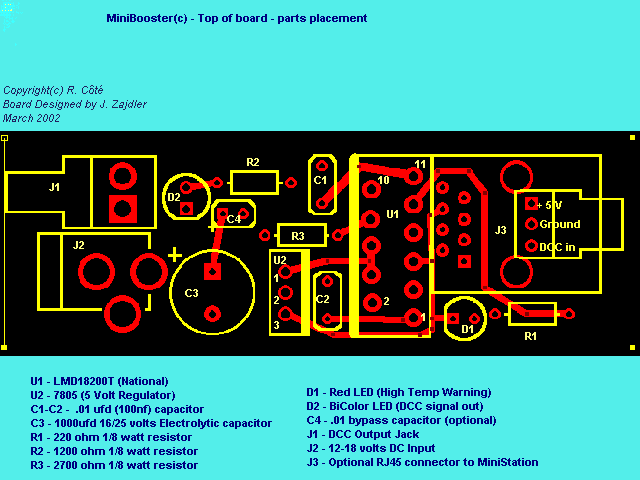 MiniBooster(c) - Top of board - parts placement
Copyright(c) R. Côté
Board Designed by J. Zajdler
March 2002
J1
D2
R2
C1
10
11
U1
C4
R3
J2
U2
1
2
3
C3
C2
2
1
J3
+ 5 V
Ground
DCC in
D1
R1
U1 - LMD18200T (National)
U2 - 7805 (5 Volt Regulator)
C1-C2 - .01 ufd (100nf) capacitor
C3 - 1000ufd 16/25 volts Electrolytic capacitor
R1 - 220 ohm 1/8 watt resistor
R2 - 1200 ohm 1/8 watt resistor
R3 - 2700 ohm 1/8 watt resistor
D1 - Red LED (High Temp Warning)
D2 - BiColor LED (DCC signal out)
C4 - .01 bypass capacitor (optional)
J1 - DCC Output Jack
J2 - 12-18 volts DC Input
J3 - Optional RJ45 connector to MiniStation